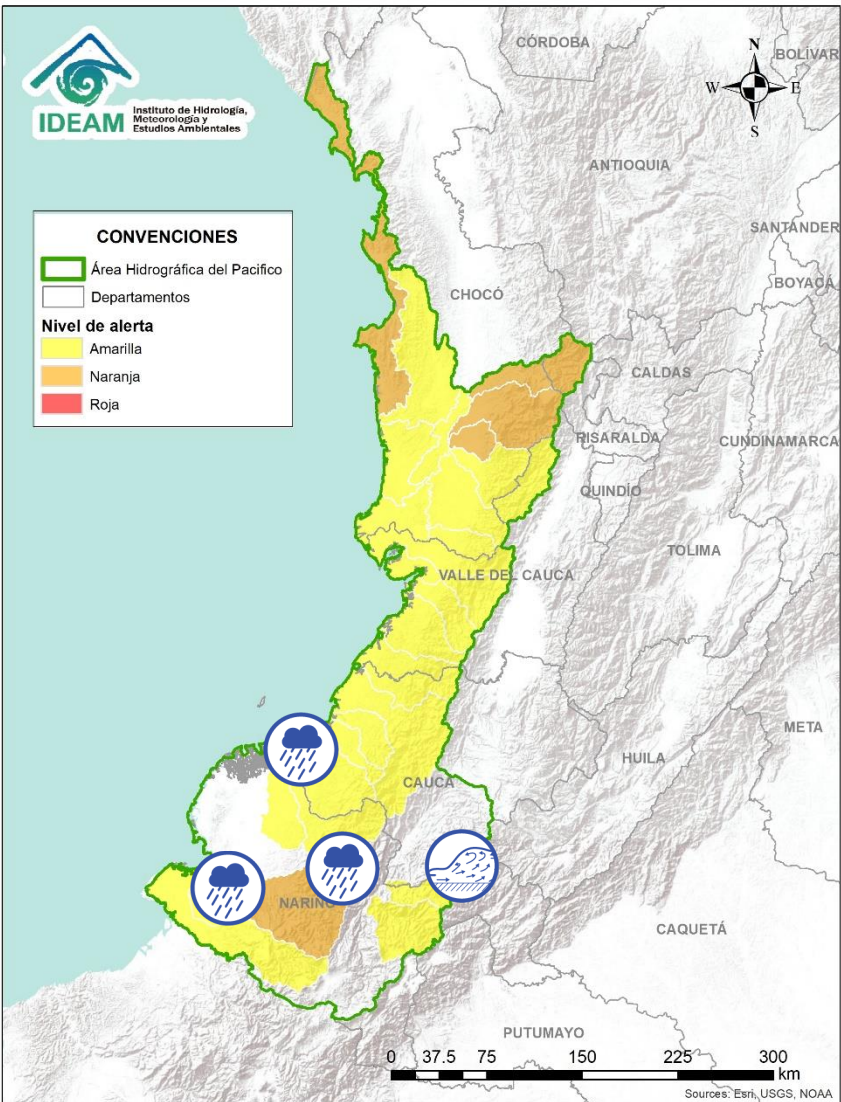 IDEAM
Instituto de Hidrología,
Meteorología y
Estudios Ambientales
N
W
E
S
CÓRDOBA
BOLÍVAR
ANTIOQUIA
SANTANDER
BOYACÁ
CHOCÓ
CALDAS
RISARALDA
CUNDINAMARCA
QUINDÍO
TOLIMA
VALLE DEL CAUCA
META
HUILA
CAUCA
NARIÑO
CAQUETÁ
PUTUMAYO
CONVENCIONES
Área Hidrográfica del Pacifico
Departamentos
Nivel de alerta
Amarilla
Naranja
Roja
0 37.5 75 150 225 300
km
Sources: Esri, USGS, NOAA